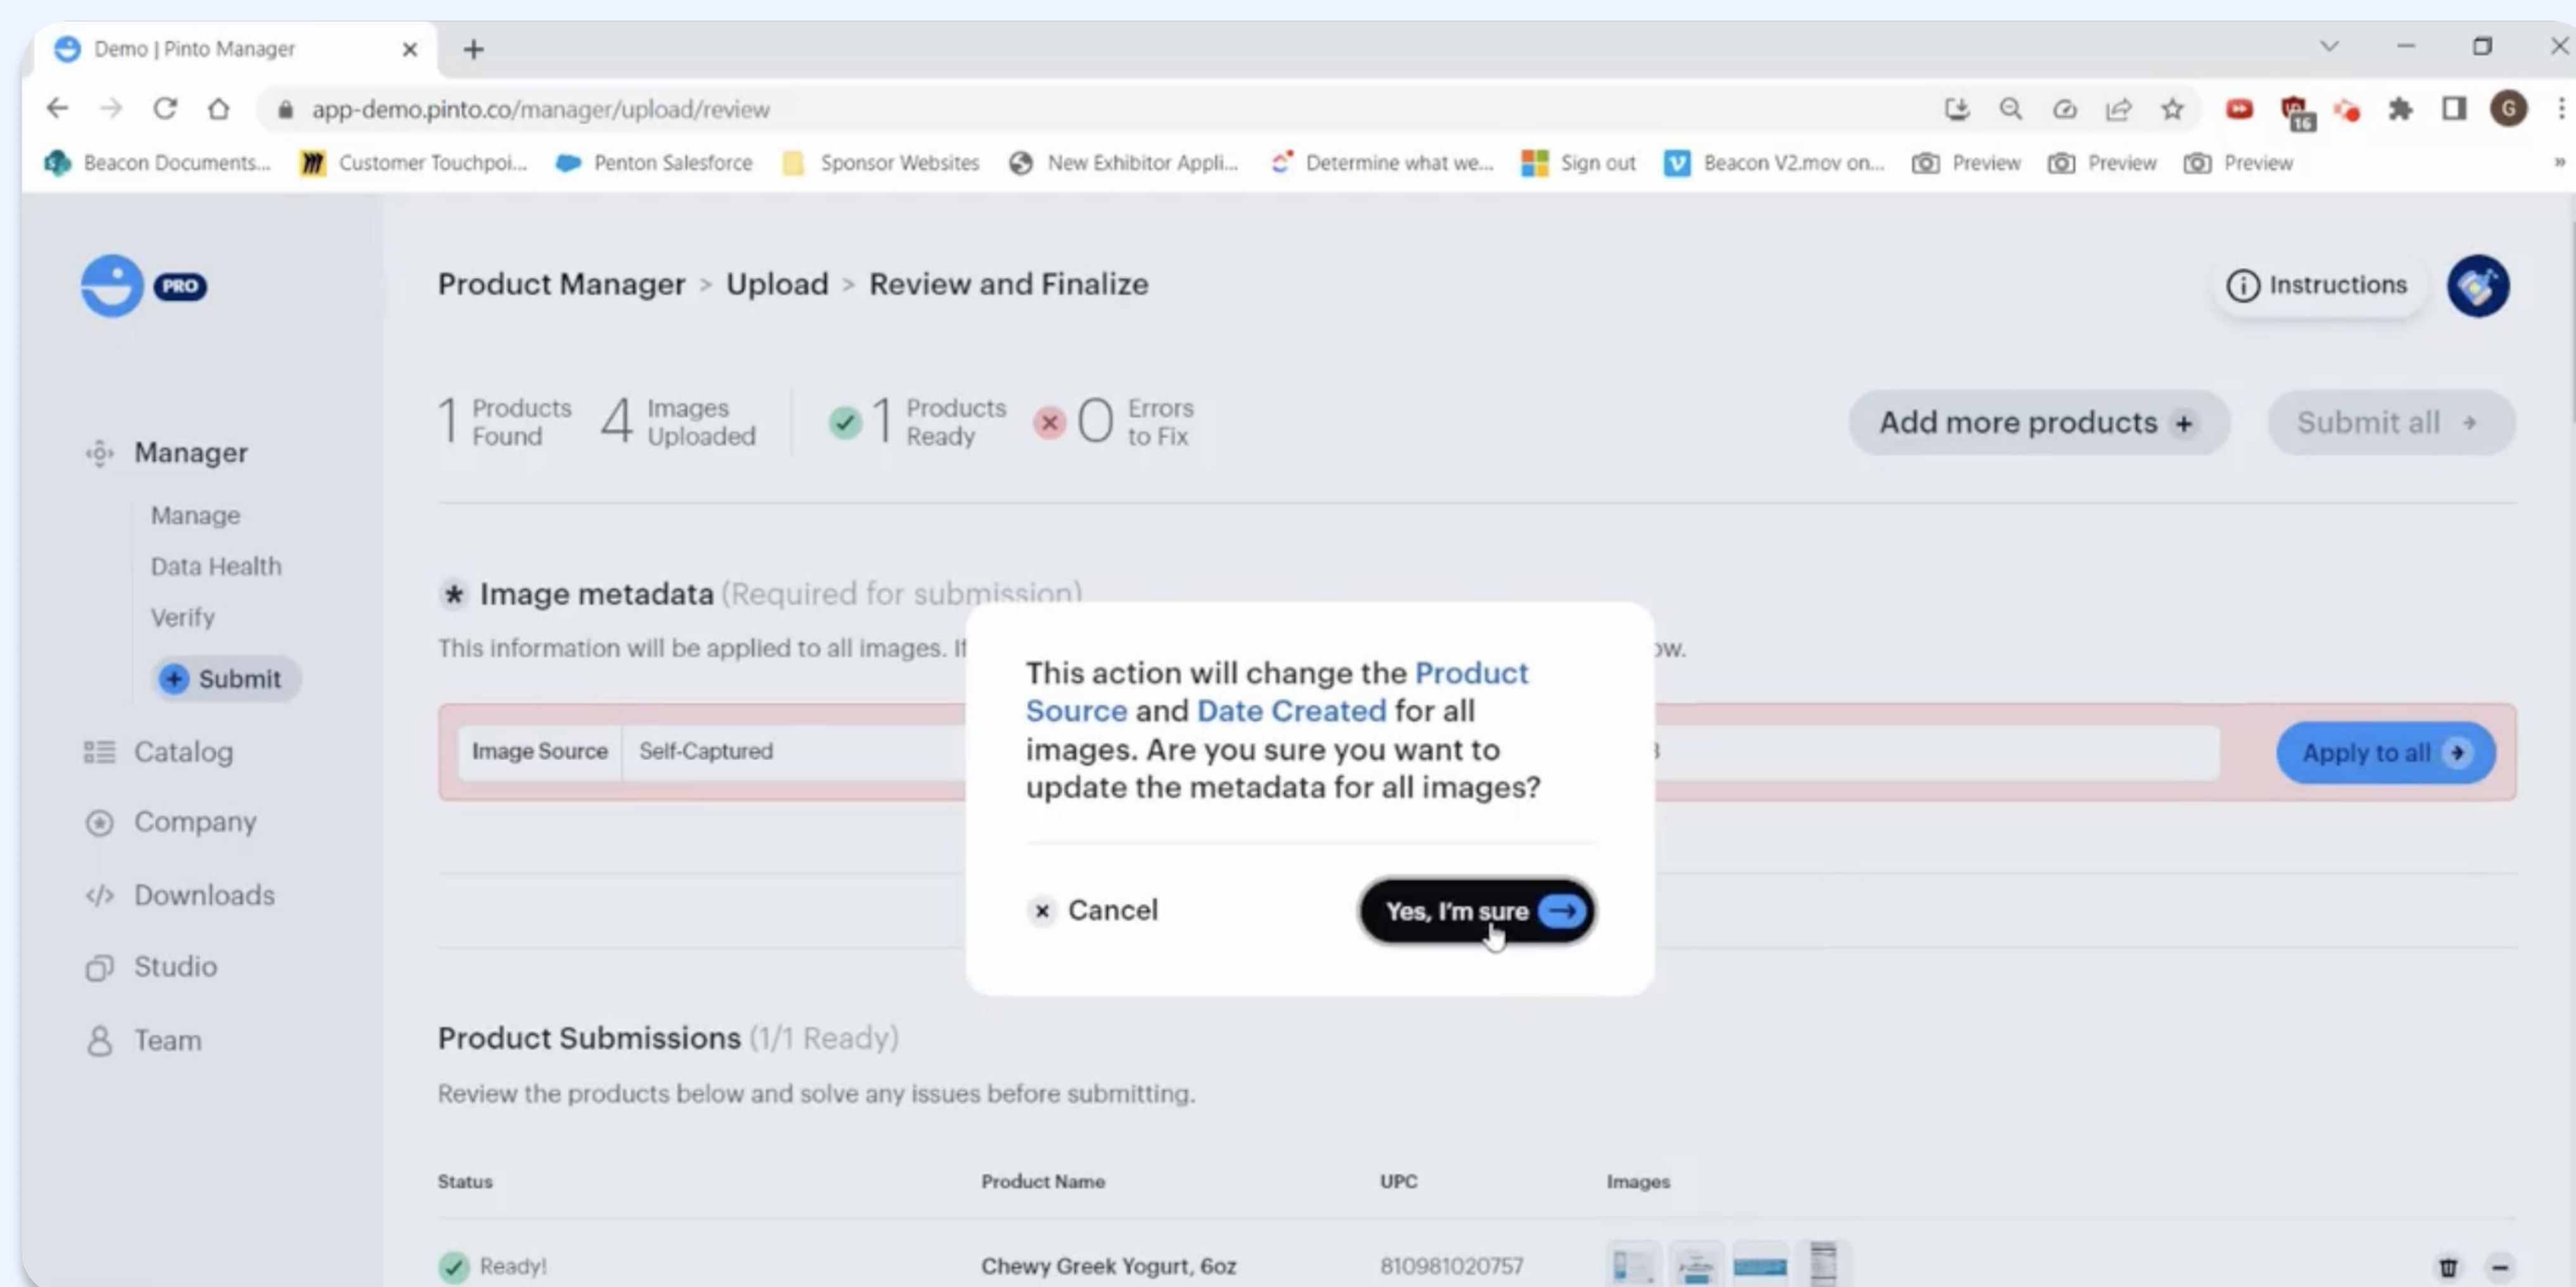 Demo | Pinto Manager
app-demo.pinto.co/manager/upload/review
16
G
Beacon Documents... Customer Touchpoi... Penton Salesforce Sponsor Websites New Exhibitor Appli... Determine what we... Sign out Beacon V2.mov on... Preview Preview Preview
PRO
Product Manager > Upload > Review and Finalize
Instructions
1 Products Found
4 Images Uploaded
1 Products Ready
0 Errors to Fix
Add more products +
Submit all
Manager
Manage
Data Health
Verify
Submit
Catalog
Company
Downloads
Studio
Team
* Image metadata (Required for submission)
This information will be applied to all images.
Image Source Self-Captured
Apply to all
This action will change the Product
Source and Date Created for all
images. Are you sure you want to
update the metadata for all images?
Cancel
Yes, I'm sure
Product Submissions (1/1 Ready)
Review the products below and solve any issues before submitting.
Status Product Name UPC Images
Ready! Chewy Greek Yogurt, 6oz 810981020757